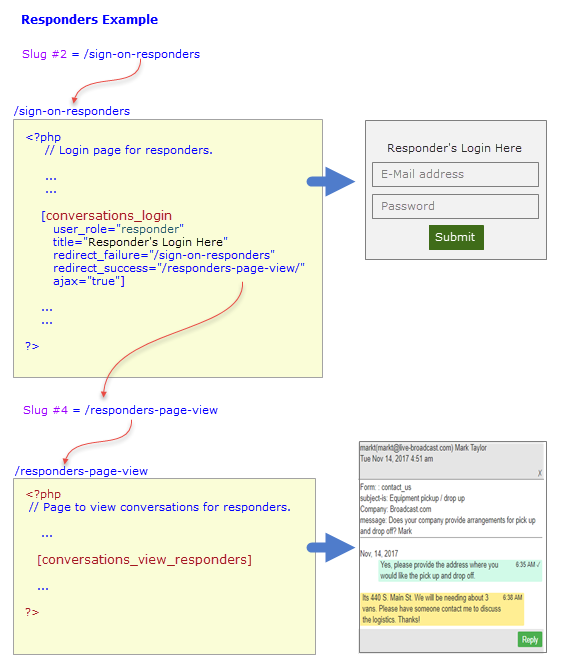 Responders Example
Slug #2 = /sign-on-responders
/sign-on-responders
<?php
// Login page for responders.
...
...
[conversations_login
user_role="responder"
title="Responder's Login Here"
redirect_failure="/sign-on-responders"
redirect_success="/responders-page-view/"
ajax="true"]
...
...
?>
Responder's Login Here
E-Mail address
Password
Submit
Slug #4 = /responders-page-view
/responders-page-view
<?php
// Page to view conversations for responders.
...
[conversations_view_responders]
...
?>
markt(markt@live-broadcast.com) Mark Taylor
Tue Nov 14, 2017 4:51 am
X
Form: : contact_us
subject-is: Equipment pickup / drop up
Company: Broadcast.com
message: Does your company provide arrangements for pick up
and drop off? Mark
Nov, 14, 2017
Yes, please provide the address where you 6:35 AM ✓
would like the pick up and drop off.
Its 440 S. Main St. We will be needing about 3 6:38 AM
vans. Please have someone contact me to discuss
the logistics. Thanks!
Reply